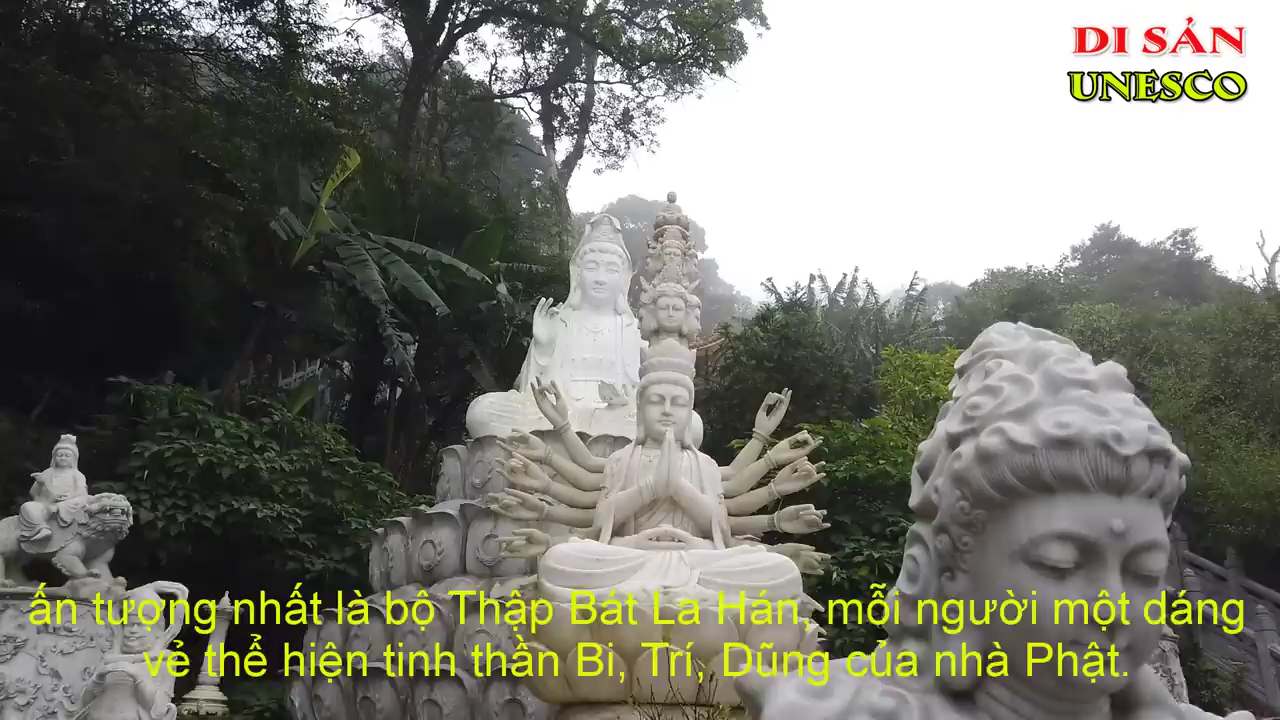 DI SẢN
UNESCO
ấn tượng nhất là bộ Thập Bát La Hán, mỗi người một dáng
vẻ thể hiện tinh thần Bi, Trí, Dũng của nhà Phật.